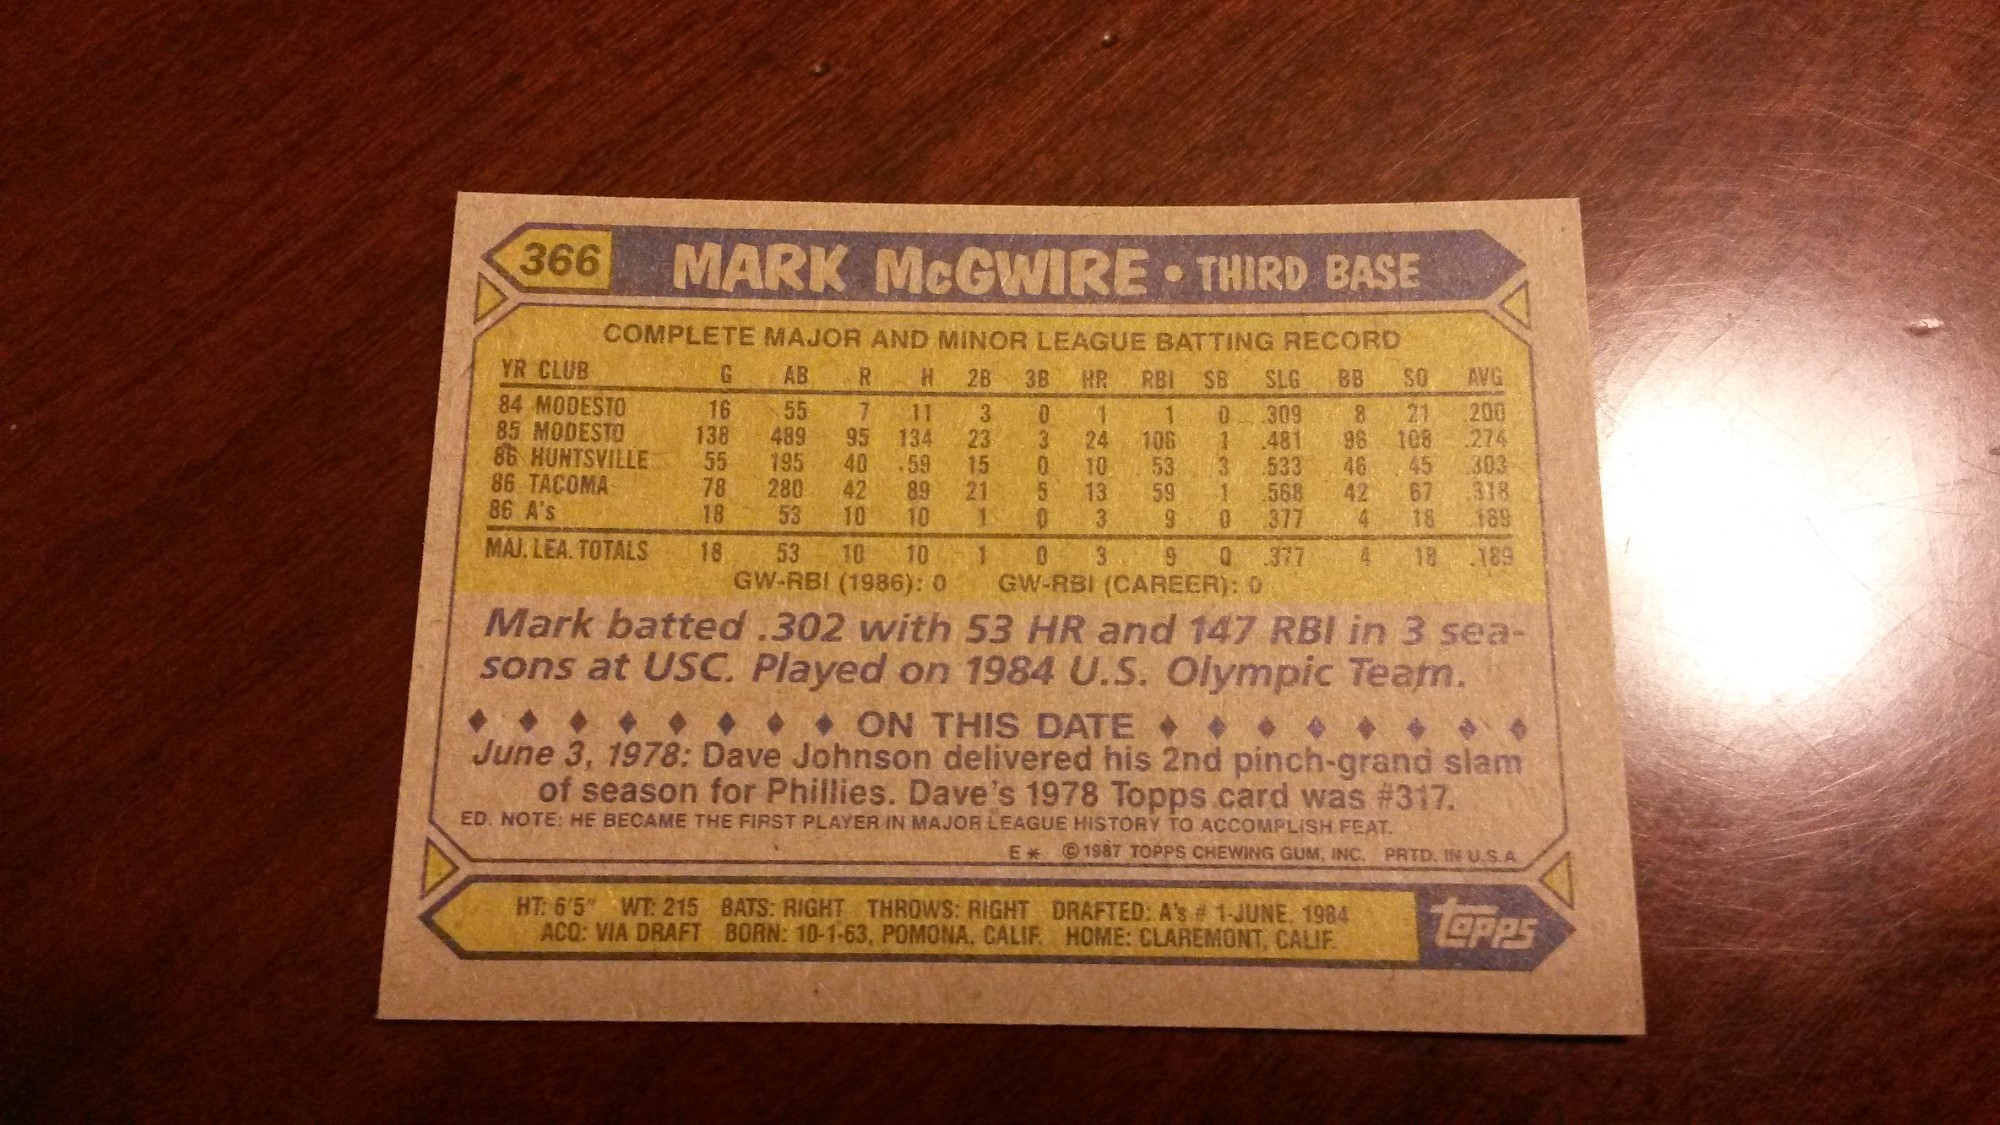 366 MARK McGWIRE • THIRD BASE
COMPLETE MAJOR AND MINOR LEAGUE BATTING RECORD
YR CLUB G AB R H 2B 3B HR RBI SB SLG BB SO AVG
84 MODESTO 16 55 7 11 3 0 1 1 0 .309 8 21 .200
85 MODESTO 138 489 95 134 23 3 24 106 1 .481 96 108 .274
86 HUNTSVILLE 55 195 40 59 15 0 10 53 3 .533 46 45 .303
86 TACOMA 78 280 42 89 21 5 13 59 1 .568 42 67 .318
86 A's 18 53 10 10 1 0 3 9 0 .377 4 18 .189
MAJ. LEA. TOTALS 18 53 10 10 1 0 3 9 0 .377 4 18 .189
GW-RBI (1986): 0 GW-RBI (CAREER): 0
Mark batted .302 with 53 HR and 147 RBI in 3 sea-
sons at USC. Played on 1984 U.S. Olympic Team.
ON THIS DATE
June 3, 1978: Dave Johnson delivered his 2nd pinch-grand slam
of season for Phillies. Dave's 1978 Topps card was #317.
ED. NOTE: HE BECAME THE FIRST PLAYER IN MAJOR LEAGUE HISTORY TO ACCOMPLISH FEAT.
E* ©1987 TOPPS CHEWING GUM, INC. PRTD. IN U.S.A.
HT: 6'5" WT: 215 BATS: RIGHT THROWS: RIGHT DRAFTED: A's # 1-JUNE, 1984
ACQ: VIA DRAFT BORN: 10-1-63, POMONA, CALIF. HOME: CLAREMONT, CALIF.
topps